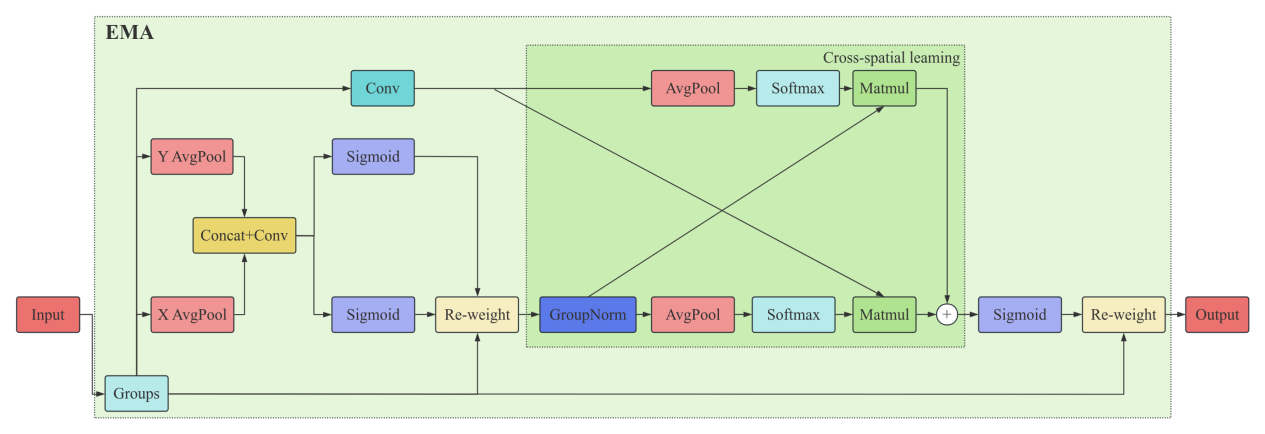 EMA
Cross-spatial learning
Conv
AvgPool
Softmax
Matmul
Y AvgPool
Sigmoid
Concat+Conv
Input
X AvgPool
Sigmoid
Re-weight
GroupNorm
AvgPool
Softmax
Matmul
+
Sigmoid
Re-weight
Output
Groups